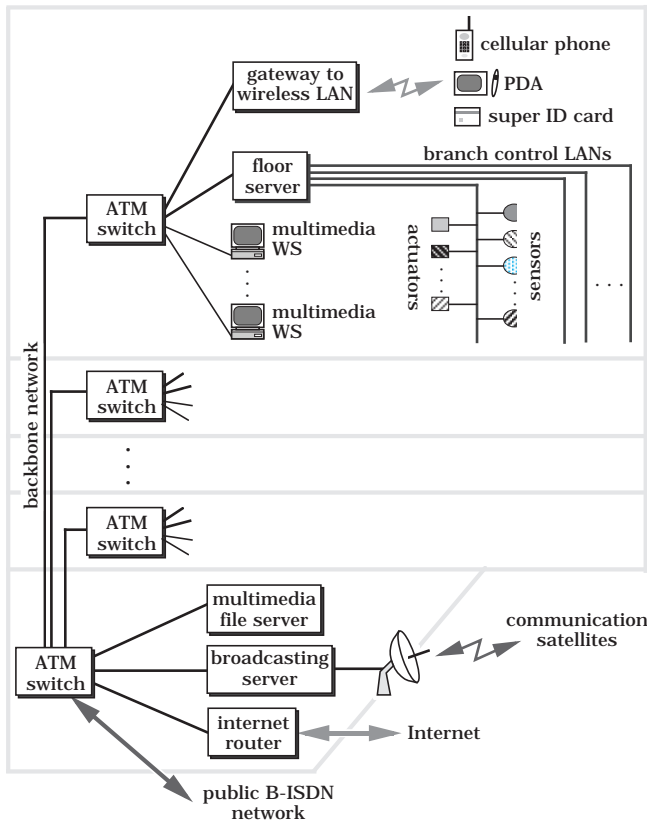 cellular phone
gateway to
wireless LAN
PDA
super ID card
branch control LANs
floor
server
ATM
switch
multimedia
WS
actuators
sensors
multimedia
WS
backbone network
ATM
switch
ATM
switch
multimedia
file server
communication
satellites
ATM
switch
broadcasting
server
internet
router
Internet
public B-ISDN
network